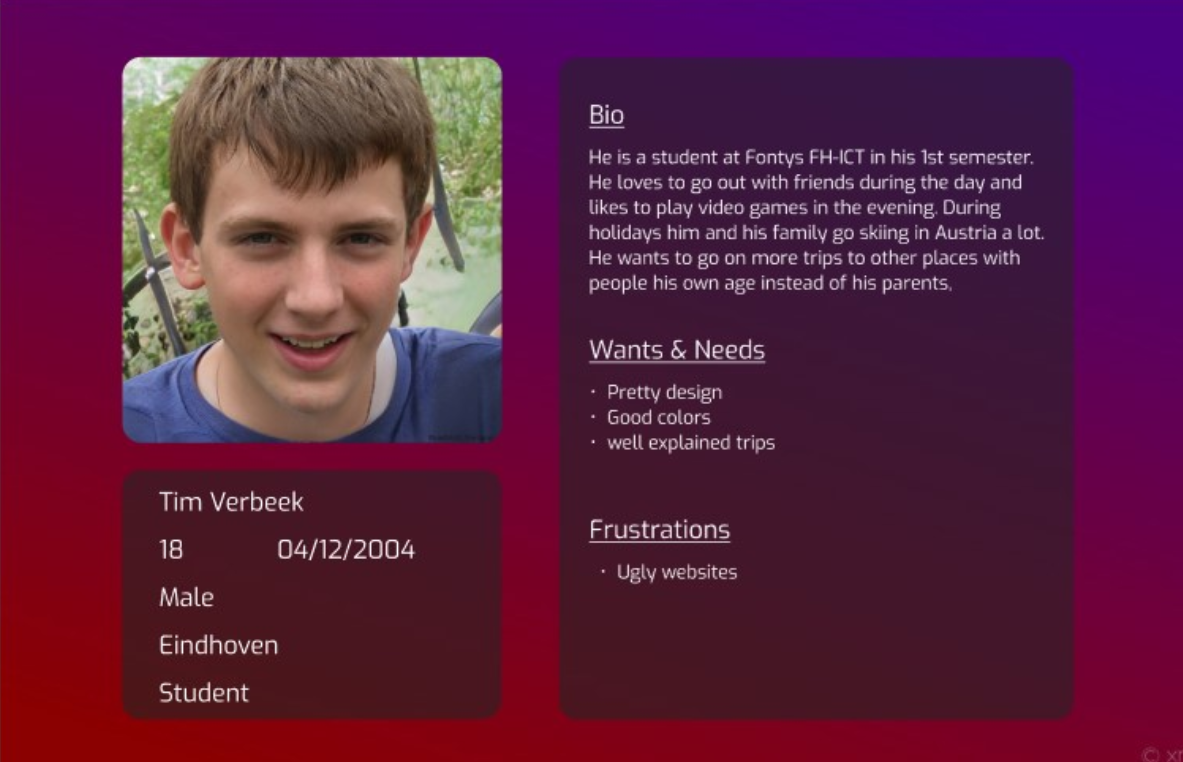 Bio
He is a student at Fontys FH-ICT in his 1st semester.
He loves to go out with friends during the day and
likes to play video games in the evening. During
holidays him and his family go skiing in Austria a lot.
He wants to go on more trips to other places with
people his own age instead of his parents,
Wants & Needs
· Pretty design
· Good colors
· well explained trips
Frustrations
· Ugly websites
Tim Verbeek
18 04/12/2004
Male
Eindhoven
Student